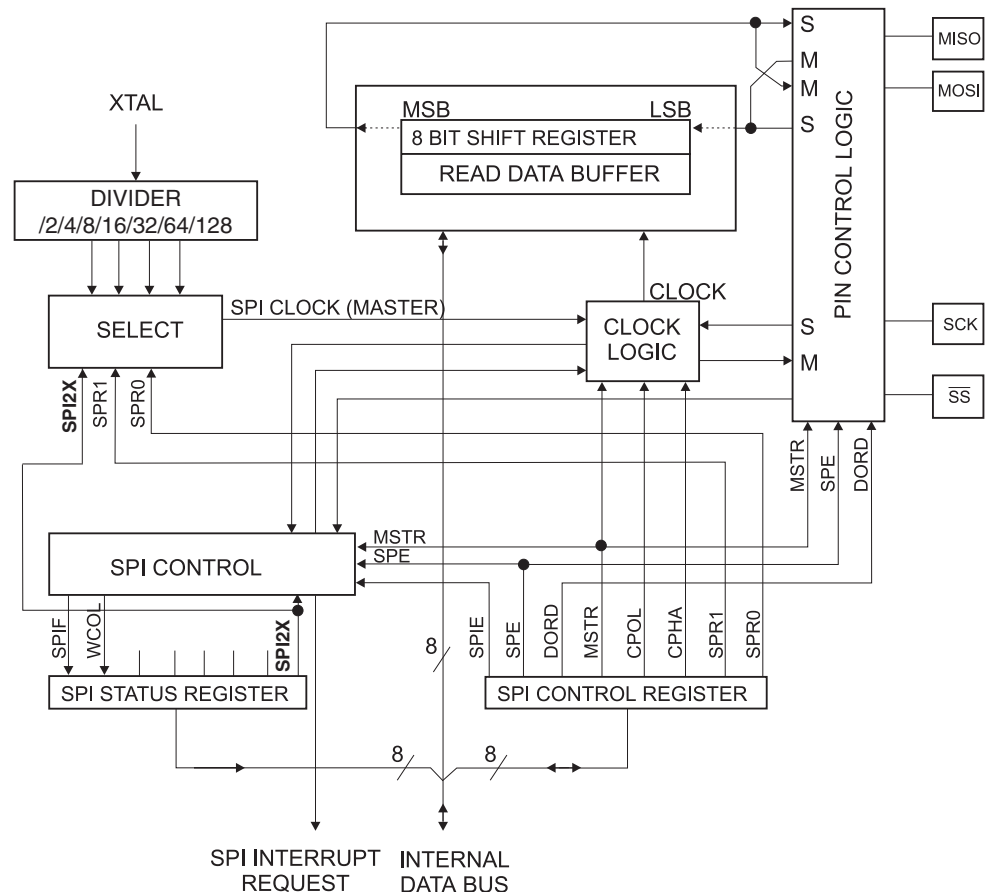 S
M
M
S
MISO
MOSI
MSB
LSB
8 BIT SHIFT REGISTER
READ DATA BUFFER
XTAL
DIVIDER
/2/4/8/16/32/64/128
PIN CONTROL LOGIC
SPI CLOCK (MASTER)
CLOCK
SELECT
CLOCK
LOGIC
S
M
SCK
SS
SPI2X
SPR1
SPR0
MSTR
SPE
DORD
MSTR
SPE
SPI CONTROL
SPIF
WCOL
SPI2X
8
SPIE
SPE
DORD
MSTR
CPOL
CPHA
SPR1
SPR0
SPI STATUS REGISTER
SPI CONTROL REGISTER
8
8
SPI INTERRUPT
REQUEST
INTERNAL
DATA BUS